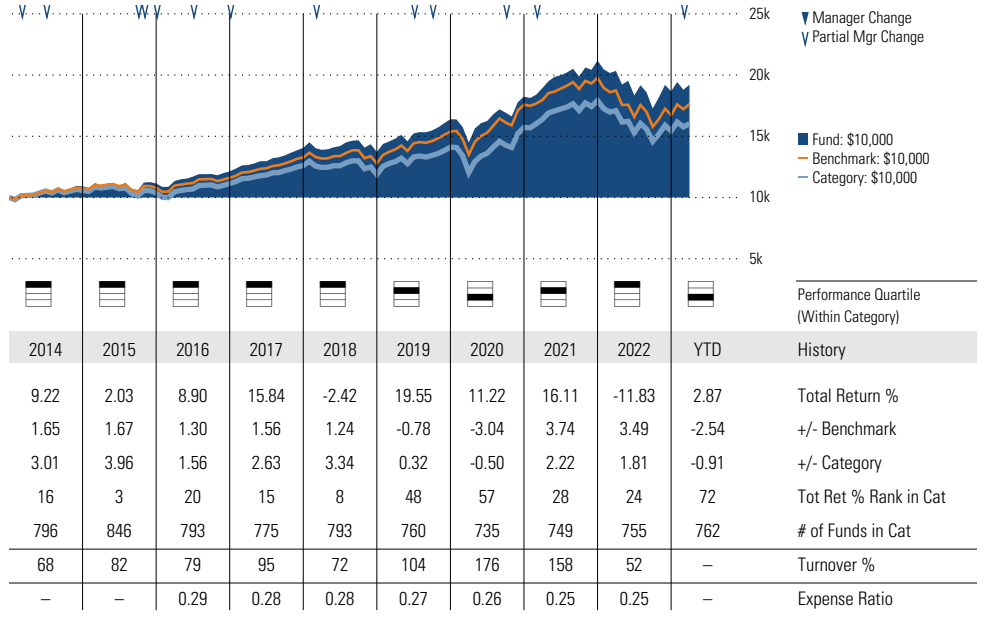 25k
20k
15k
10k
5k
Manager Change
Partial Mgr Change
Fund: $10,000
Benchmark: $10,000
Category: $10,000
Performance Quartile
(Within Category)
2014 2015 2016 2017 2018 2019 2020 2021 2022 YTD History
9.22 2.03 8.90 15.84 -2.42 19.55 11.22 16.11 -11.83 2.87 Total Return %
1.65 1.67 1.30 1.56 1.24 -0.78 -3.04 3.74 3.49 -2.54 +/- Benchmark
3.01 3.96 1.56 2.63 3.34 0.32 -0.50 2.22 1.81 -0.91 +/- Category
16 3 20 15 8 48 57 28 24 72 Tot Ret % Rank in Cat
796 846 793 775 793 760 735 749 755 762 # of Funds in Cat
68 82 79 95 72 104 176 158 52 – Turnover %
– – 0.29 0.28 0.28 0.27 0.26 0.25 0.25 – Expense Ratio